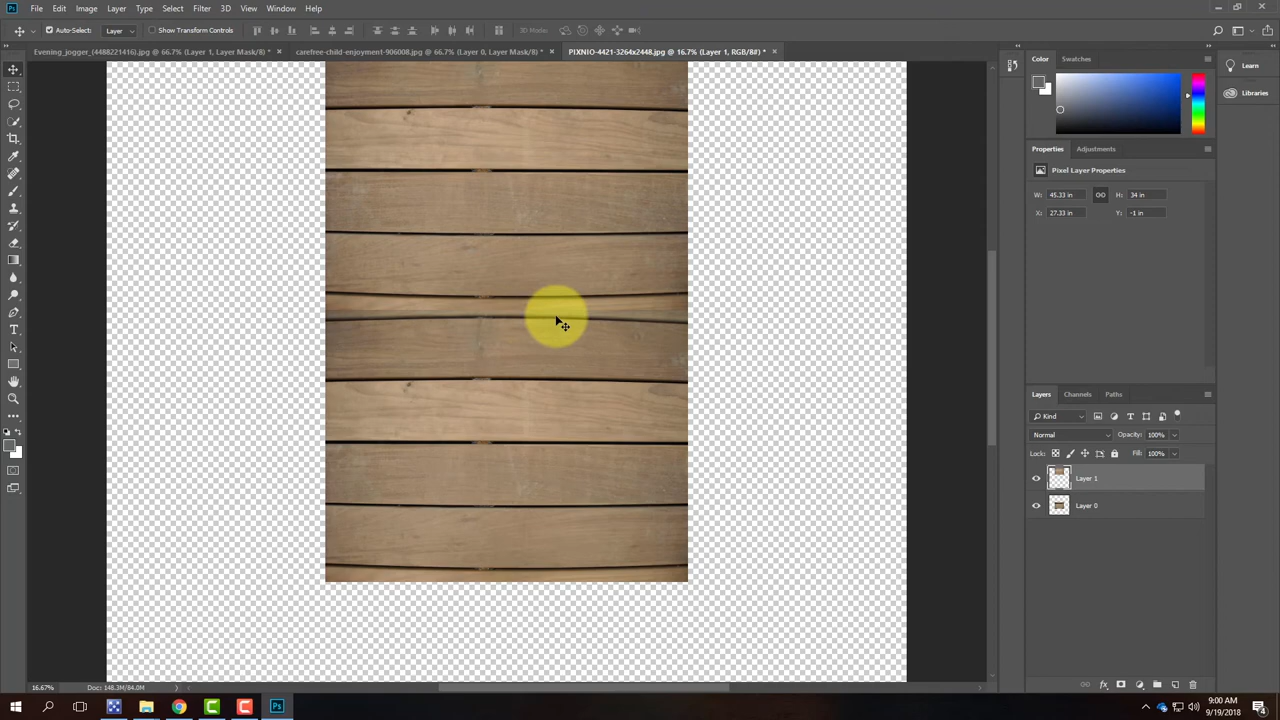 File Edit Image Layer Type Select Filter 3D View Window Help
Auto-Select: Layer Show Transform Controls 3D Mode:
Evening_jogger_(4488221416).jpg @ 66.7% (Layer 1, Layer Mask/8) * × carefree-child-enjoyment-906008.jpg @ 66.7% (Layer 0, Layer Mask/8) * × PIXNIO-4421-3264x2448.jpg @ 16.7% (Layer 1, RGB/8#) * ×
Color Swatches
Learn
Libraries
Properties Adjustments
Pixel Layer Properties
W: 45.33 in H: 34 in
X: 27.33 in Y: -1 in
Layers Channels Paths
Kind
Normal Opacity: 100%
Lock: Fill: 100%
Layer 1
Layer 0
16.67% Doc: 148.3M/84.0M
9:00 AM
9/19/2018